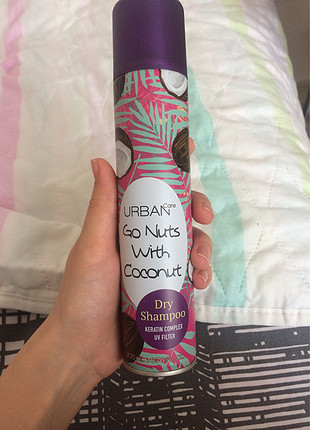 URBAN Care
Go Nuts
With
Coconut
Dry
Shampoo
KERATIN COMPLEX
UV FILTER